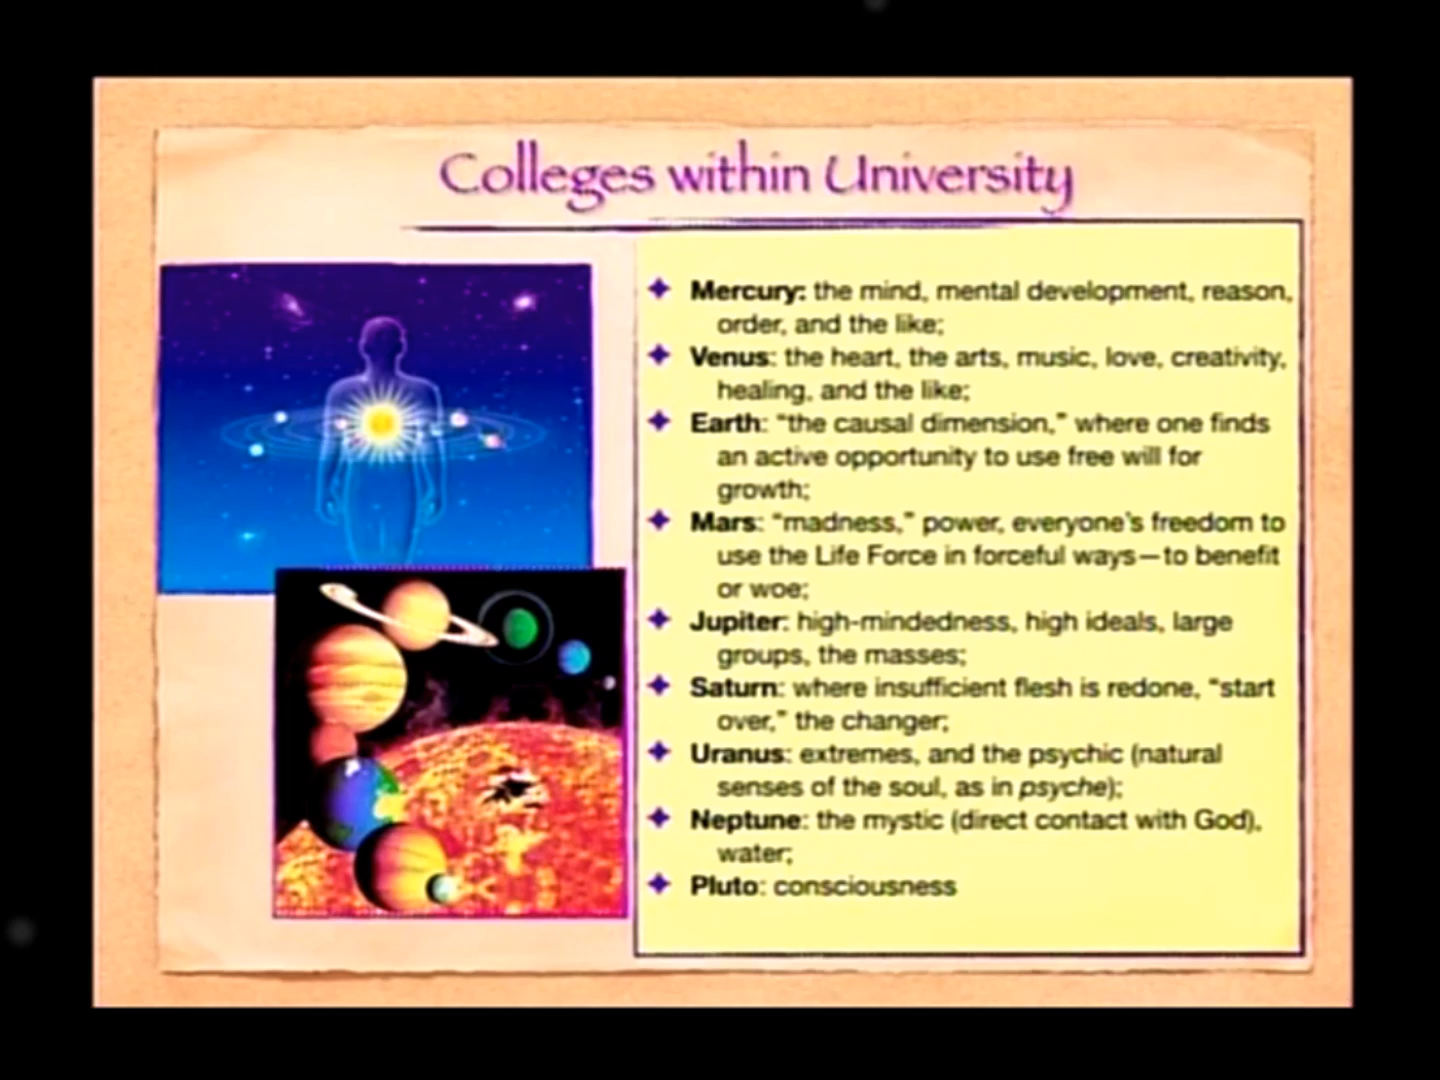 Colleges within University
Mercury: the mind, mental development, reason,
order, and the like;
Venus: the heart, the arts, music, love, creativity,
healing, and the like;
Earth: “the causal dimension,” where one finds
an active opportunity to use free will for
growth;
Mars: “madness,” power, everyone’s freedom to
use the Life Force in forceful ways—to benefit
or woe;
Jupiter: high-mindedness, high ideals, large
groups, the masses;
Saturn: where insufficient flesh is redone, “start
over,” the changer;
Uranus: extremes, and the psychic (natural
senses of the soul, as in psyche);
Neptune: the mystic (direct contact with God),
water;
Pluto: consciousness